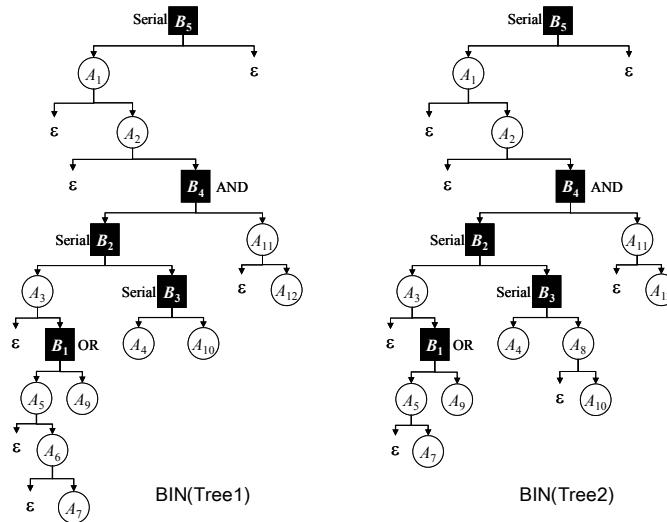 Serial B5 Serial B5
A1 ε A1 ε
ε A2 ε A2
ε B4 AND ε B4 AND
Serial B2 A11 Serial B2 A11
A3 Serial B3 ε A12 A3 Serial B3 ε
ε B1 OR A4 A10 ε B1 OR A4 A8
A5 A9 A5 A9 ε A10
ε A6 ε A7
ε A7
BIN(Tree1) BIN(Tree2)